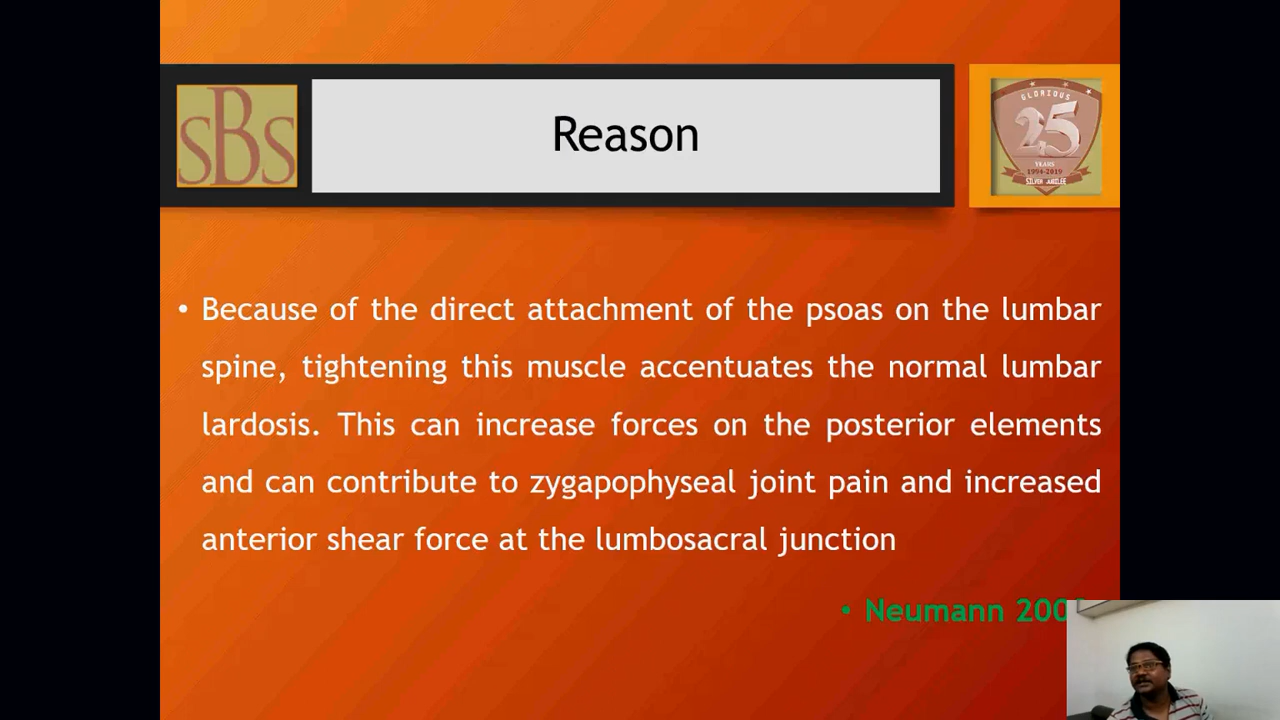 SBS
Reason
GLORIOUS
25
YEARS
1994-2019
SILVER JUBILEE
• Because of the direct attachment of the psoas on the lumbar
spine, tightening this muscle accentuates the normal lumbar
lardosis. This can increase forces on the posterior elements
and can contribute to zygapophyseal joint pain and increased
anterior shear force at the lumbosacral junction
• Neumann